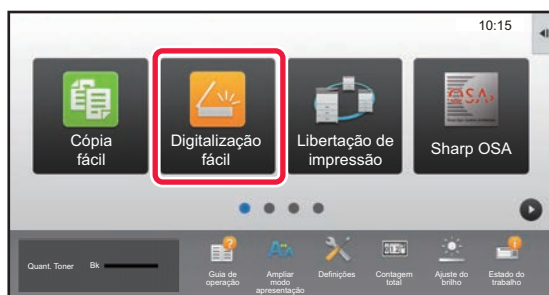 10:15
Cópia
fácil
Digitalização
fácil
Libertação de
impressão
Sharp OSA
Quant. Toner
Bk
Guia de
operação
Ampliar
modo
apresentação
Definições
Contagem
total
Ajuste do
brilho
Estado do
trabalho